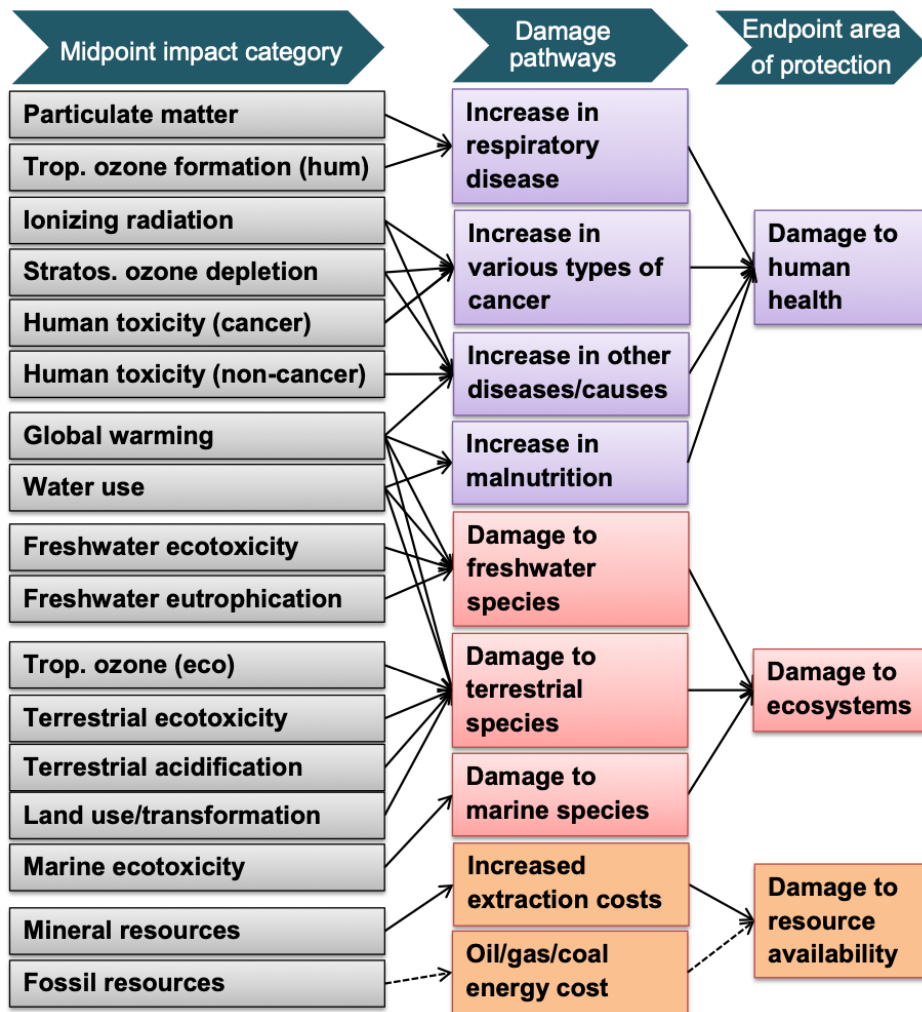 Midpoint impact category
Damage
pathways
Endpoint area
of protection
Particulate matter
Trop. ozone formation (hum)
Ionizing radiation
Stratos. ozone depletion
Human toxicity (cancer)
Human toxicity (non-cancer)
Global warming
Water use
Freshwater ecotoxicity
Freshwater eutrophication
Trop. ozone (eco)
Terrestrial ecotoxicity
Terrestrial acidification
Land use/transformation
Marine ecotoxicity
Mineral resources
Fossil resources
Increase in
respiratory
disease
Increase in
various types of
cancer
Increase in other
diseases/causes
Increase in
malnutrition
Damage to
freshwater
species
Damage to
terrestrial
species
Damage to
marine species
Increased
extraction costs
Oil/gas/coal
energy cost
Damage to
human
health
Damage to
ecosystems
Damage to
resource
availability